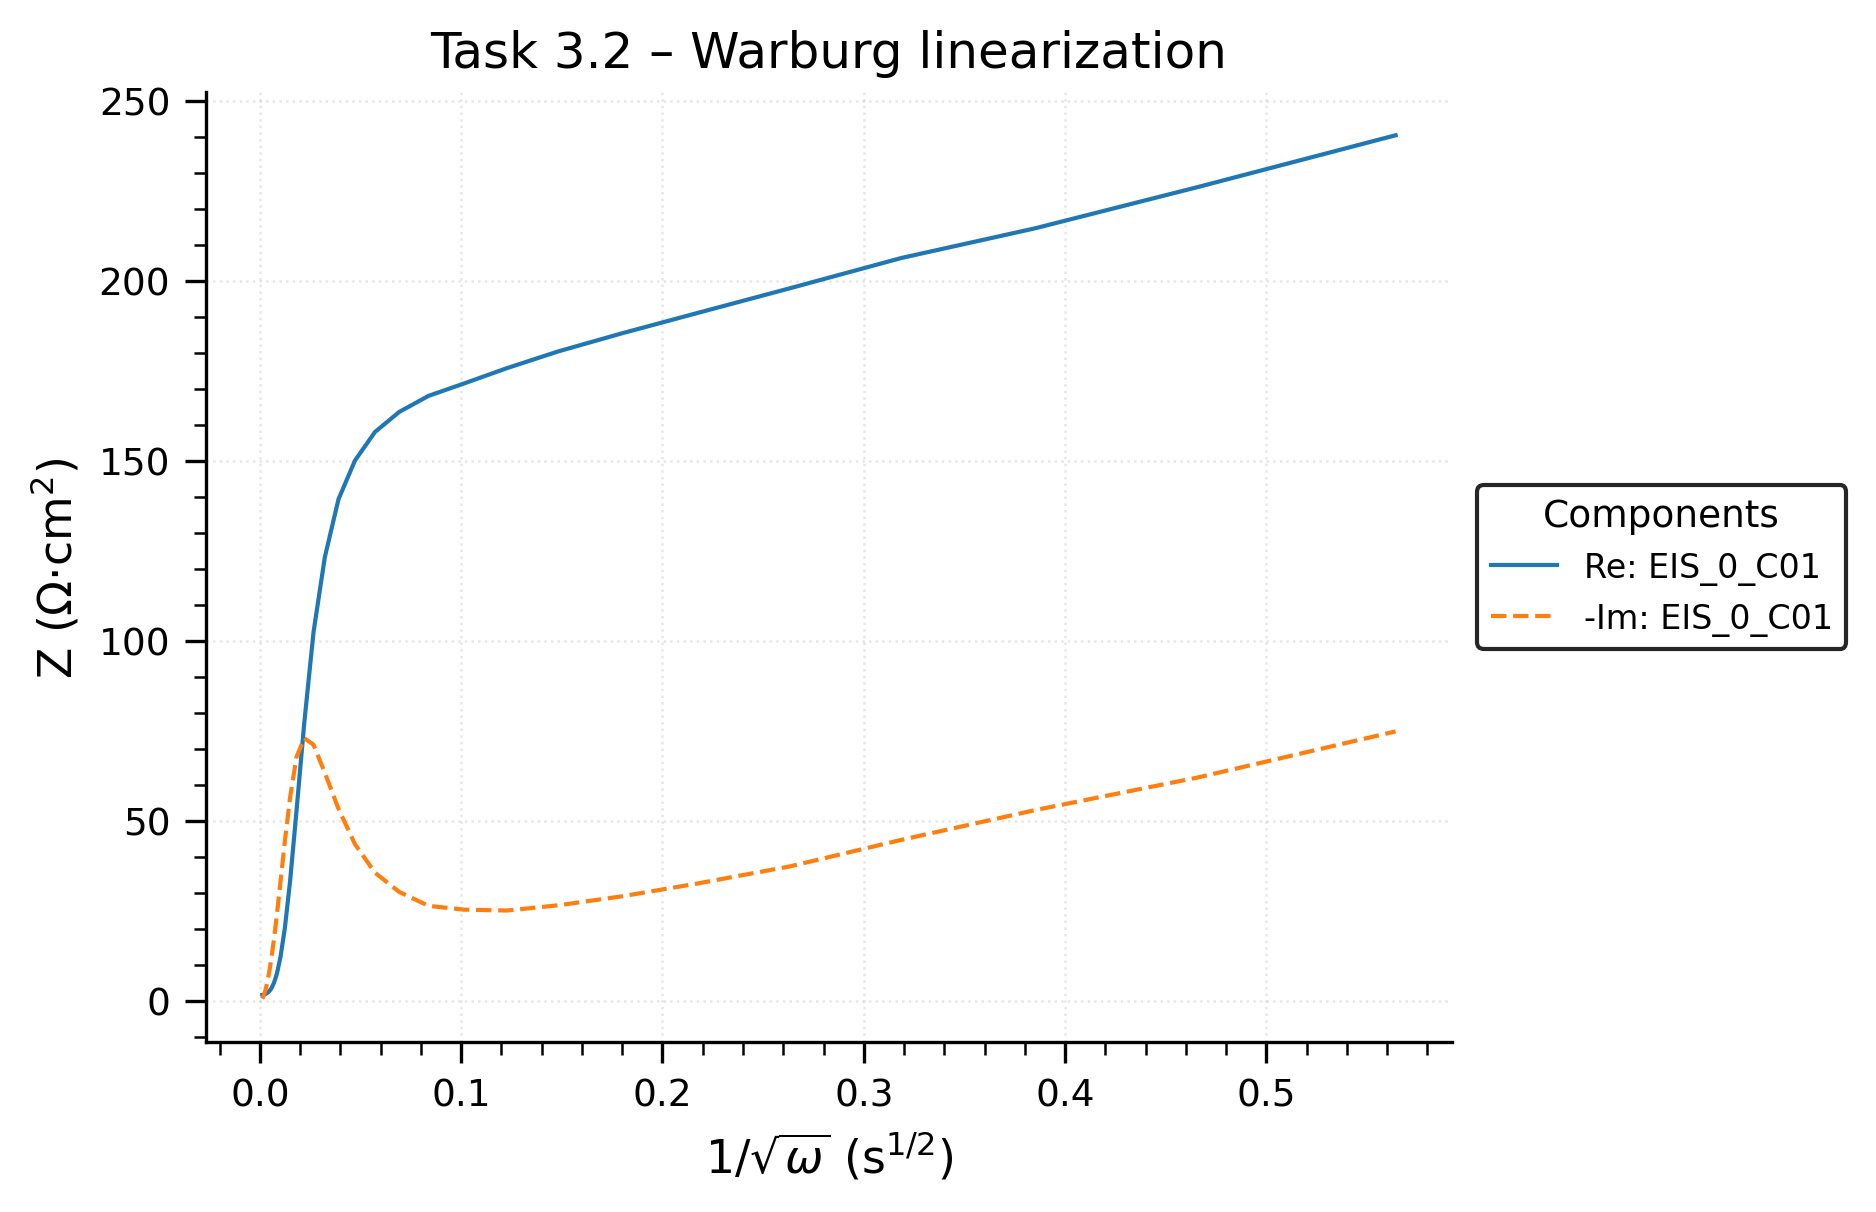 Task 3.2 – Warburg linearization
250
200
150
100
50
0
Z (Ω·cm²)
0.0 0.1 0.2 0.3 0.4 0.5
1/√ω (s^{1/2})
Components
Re: EIS_0_C01
-Im: EIS_0_C01